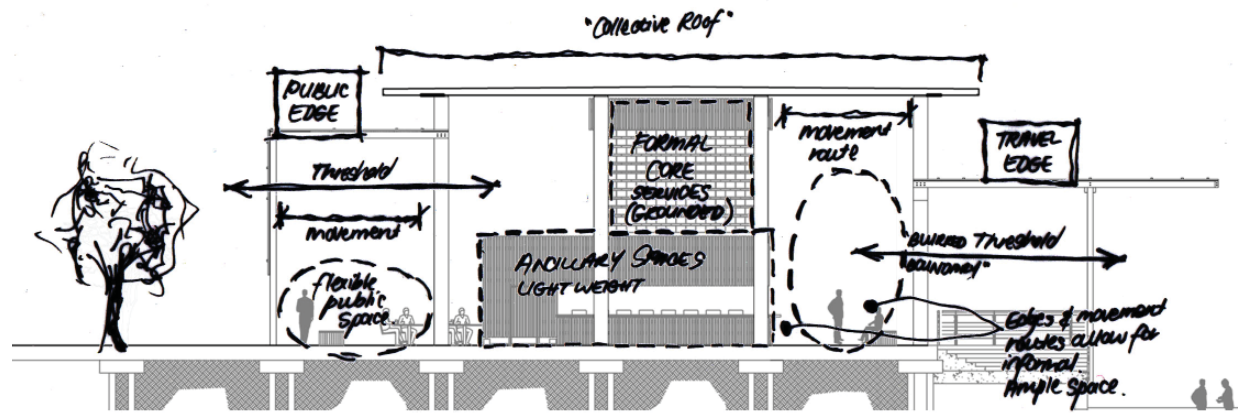 "Collective Roof"
PUBLIC
EDGE
Threshold
movement
flexible
public
space.
FORMAL
CORE
SERVICES
(GROUNDED)
ANCILLARY SPACES
LIGHT WEIGHT
movement
route
TRAVEL
EDGE
BLURRED Threshold
BOUNDARY"
Edges & movement
routes allow for
informal.
Ample space.